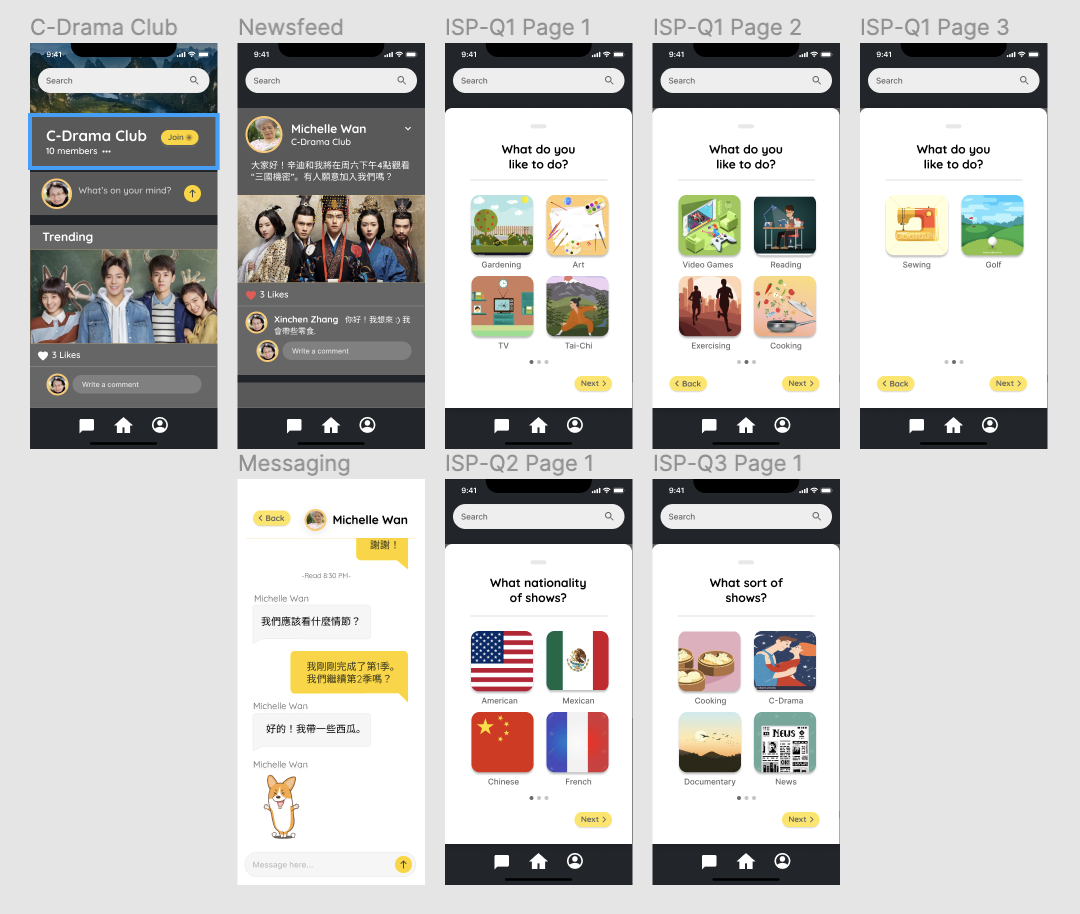 C-Drama Club
9:41
Search
C-Drama Club
Join
10 members •••
What's on your mind?
Trending
3 Likes
Write a comment
Newsfeed
9:41
Search
Michelle Wan
C-Drama Club
大家好！辛迪和我將在周六下午4點觀看
“三國機密”。有人願意加入我們嗎？
3 Likes
Xinchen Zhang 你好！我想來 :) 我
會帶些零食.
Write a comment
ISP-Q1 Page 1
9:41
Search
What do you
like to do?
Gardening
Art
TV
Tai-Chi
Next
ISP-Q1 Page 2
9:41
Search
What do you
like to do?
Video Games
Reading
Exercising
Cooking
Back
Next
ISP-Q1 Page 3
9:41
Search
What do you
like to do?
Sewing
Golf
Back
Next
Messaging
Back
Michelle Wan
謝謝！
-Read 8:30 PM-
Michelle Wan
我們應該看什麼情節？
我剛剛完成了第1季。
我們繼續第2季嗎？
Michelle Wan
好的！我帶一些西瓜。
Michelle Wan
Message here...
ISP-Q2 Page 1
9:41
Search
What nationality
of shows?
American
Mexican
Chinese
French
Next
ISP-Q3 Page 1
9:41
Search
What sort of
shows?
Cooking
C-Drama
Documentary
NEWS
News
Next